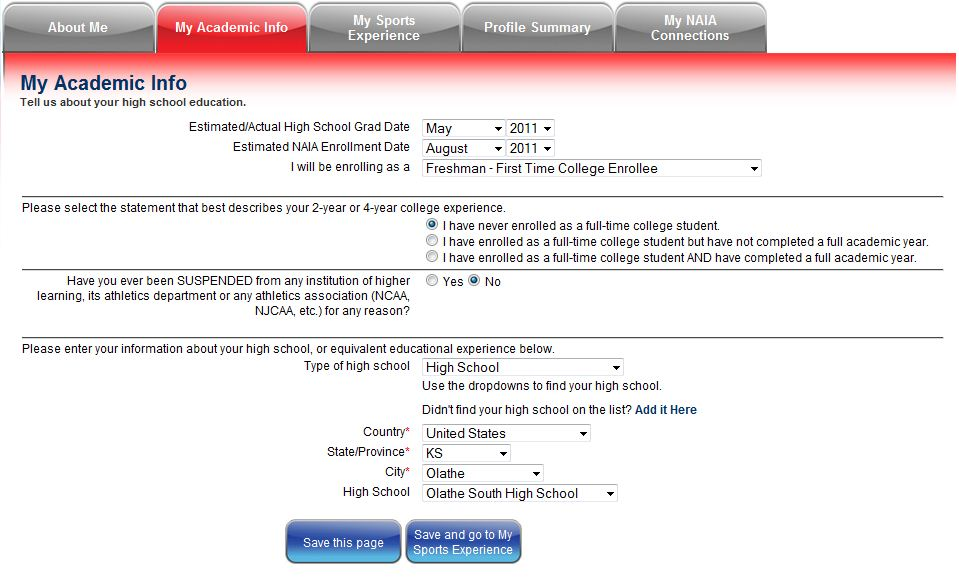 About Me
My Academic Info
My Sports
Experience
Profile Summary
My NAIA
Connections
My Academic Info
Tell us about your high school education.
Estimated/Actual High School Grad Date May 2011
Estimated NAIA Enrollment Date August 2011
I will be enrolling as a Freshman - First Time College Enrollee
Please select the statement that best describes your 2-year or 4-year college experience.
I have never enrolled as a full-time college student.
I have enrolled as a full-time college student but have not completed a full academic year.
I have enrolled as a full-time college student AND have completed a full academic year.
Have you ever been SUSPENDED from any institution of higher Yes No
learning, its athletics department or any athletics association (NCAA,
NJCAA, etc.) for any reason?
Please enter your information about your high school, or equivalent educational experience below.
Type of high school High School
Use the dropdowns to find your high school.
Didn't find your high school on the list? Add it Here
Country* United States
State/Province* KS
City* Olathe
High School Olathe South High School
Save this page
Save and go to My
Sports Experience